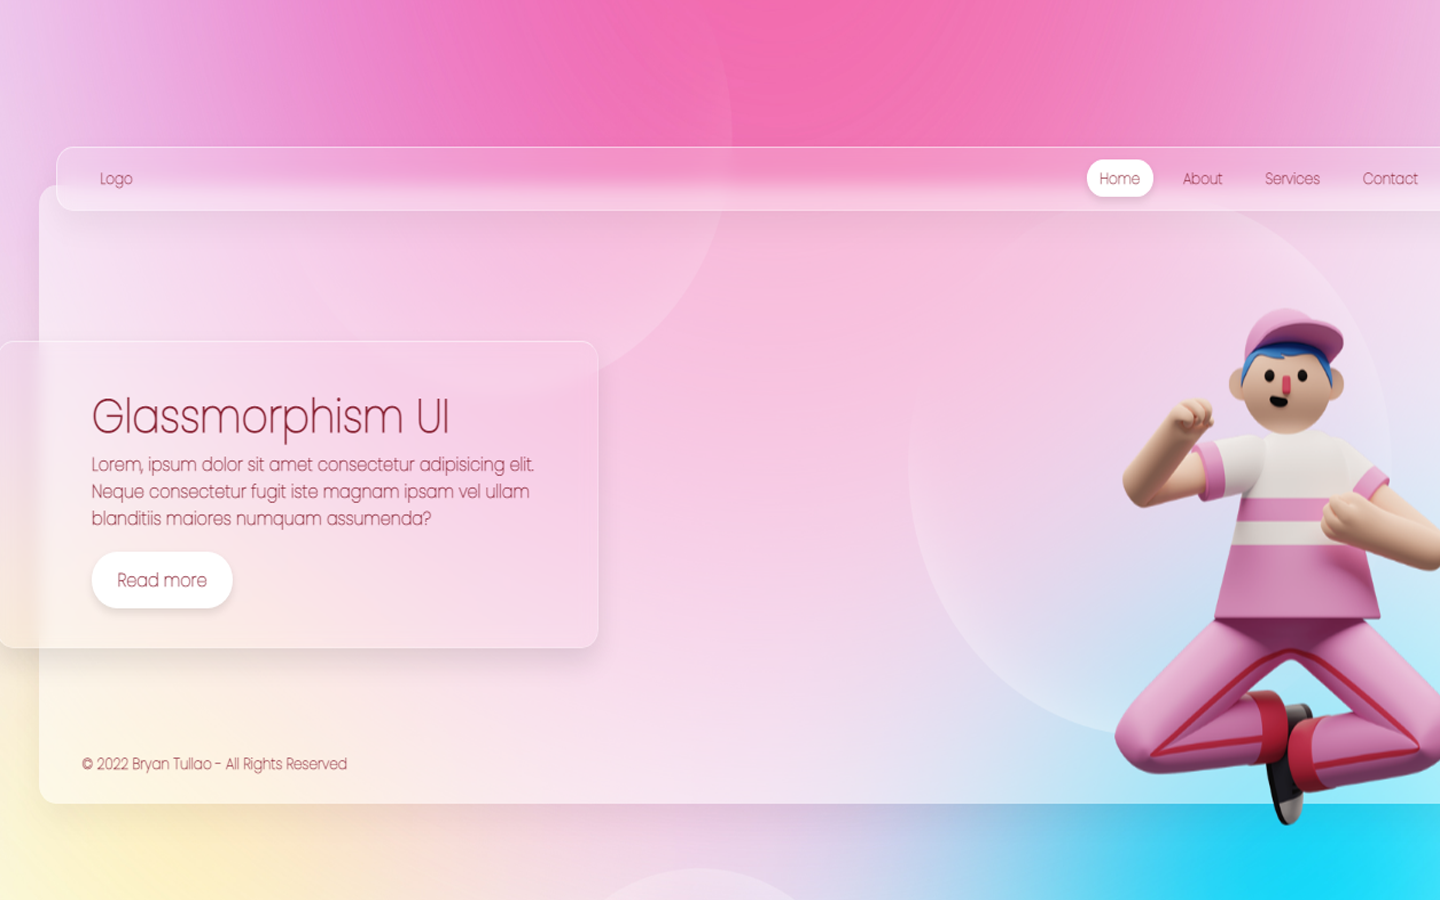 Logo
Home
About
Services
Contact
Glassmorphism UI
Lorem, ipsum dolor sit amet consectetur adipisicing elit.
Neque consectetur fugit iste magnam ipsam vel ullam
blanditiis maiores numquam assumenda?
Read more
© 2022 Bryan Tullao - All Rights Reserved